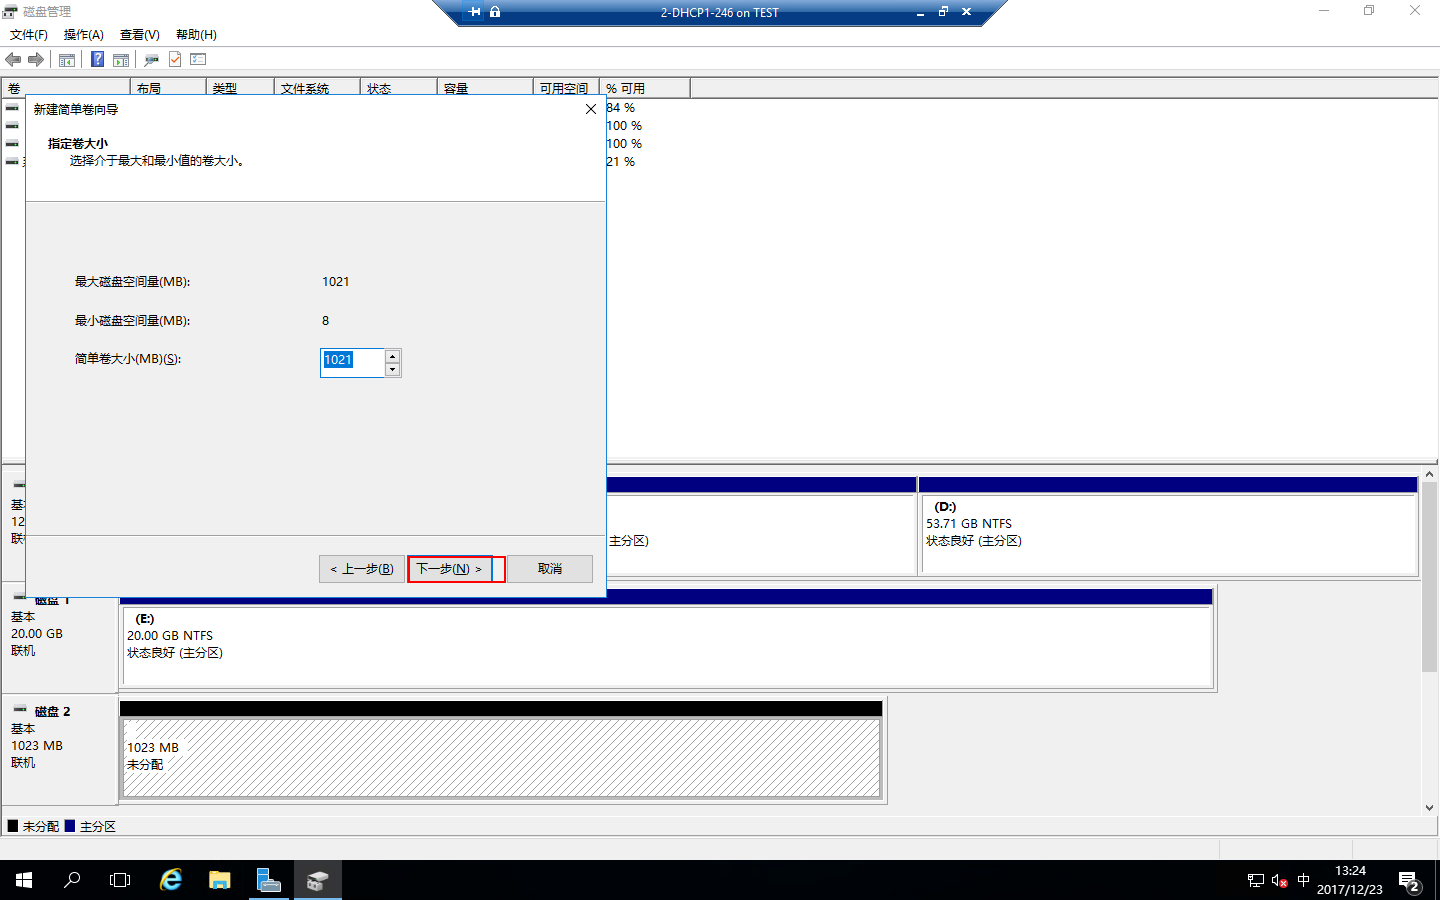 磁盘管理
2-DHCP1-246 on TEST
文件(F) 操作(A) 查看(V) 帮助(H)
卷 布局 类型 文件系统 状态 容量 可用空间 % 可用
84 %
100 %
100 %
21 %
新建简单卷向导
指定卷大小
选择介于最大和最小值的卷大小。
最大磁盘空间量(MB): 1021
最小磁盘空间量(MB): 8
简单卷大小(MB)(S): 1021
< 上一步(B) 下一步(N) > 取消
基本
12
联机
主分区)
(D:)
53.71 GB NTFS
状态良好 (主分区)
磁盘 1
基本
20.00 GB
联机
(E:)
20.00 GB NTFS
状态良好 (主分区)
磁盘 2
基本
1023 MB
联机
1023 MB
未分配
未分配 主分区
中
13:24
2017/12/23
2